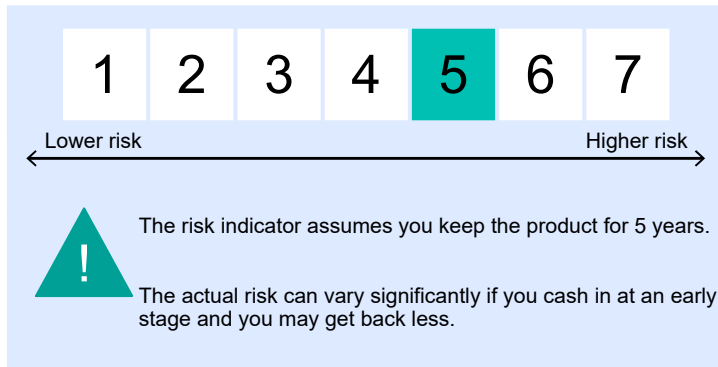 1 2 3 4 5 6 7
Lower risk Higher risk
!
The risk indicator assumes you keep the product for 5 years.
The actual risk can vary significantly if you cash in at an early
stage and you may get back less.